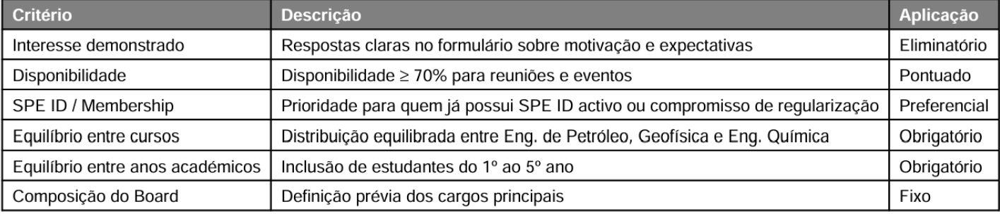 Critério Descrição Aplicação
Interesse demonstrado Respostas claras no formulário sobre motivação e expectativas Eliminatório
Disponibilidade Disponibilidade ≥ 70% para reuniões e eventos Pontuado
SPE ID / Membership Prioridade para quem já possui SPE ID activo ou compromisso de regularização Preferencial
Equilíbrio entre cursos Distribuição equilibrada entre Eng. de Petróleo, Geofísica e Eng. Química Obrigatório
Equilíbrio entre anos académicos Inclusão de estudantes do 1º ao 5º ano Obrigatório
Composição do Board Definição prévia dos cargos principais Fixo